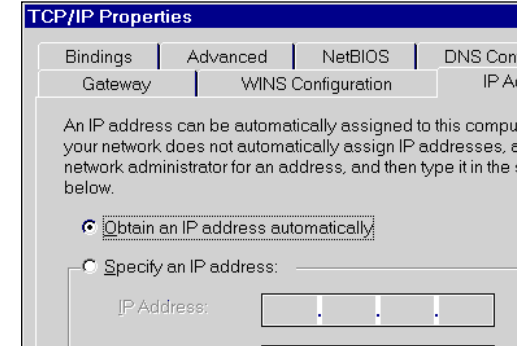 TCP/IP Properties
Bindings Advanced NetBIOS DNS Con
Gateway WINS Configuration IP A
An IP address can be automatically assigned to this compu
your network does not automatically assign IP addresses, a
network administrator for an address, and then type it in the s
below.
Obtain an IP address automatically
Specify an IP address:
IP Address: . . .